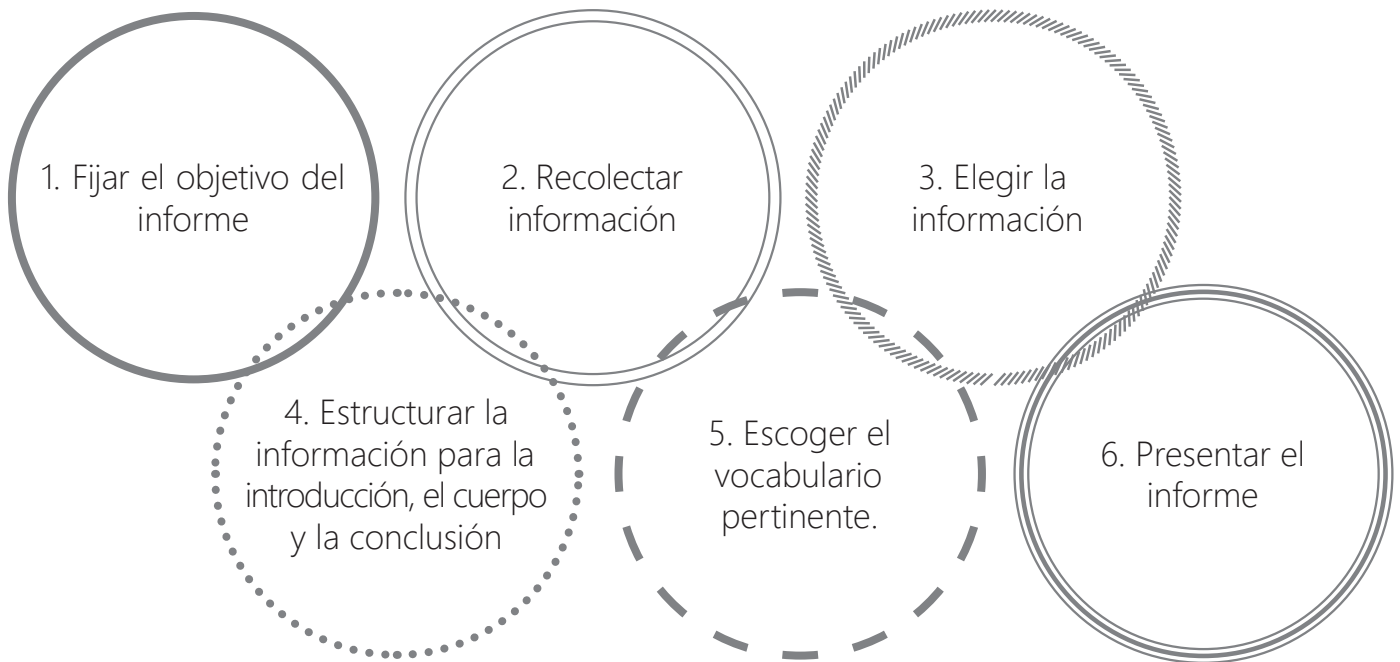 1. Fijar el objetivo del
informe
2. Recolectar
información
3. Elegir la
información
4. Estructurar la
información para la
introducción, el cuerpo
y la conclusión
5. Escoger el
vocabulario
pertinente.
6. Presentar el
informe